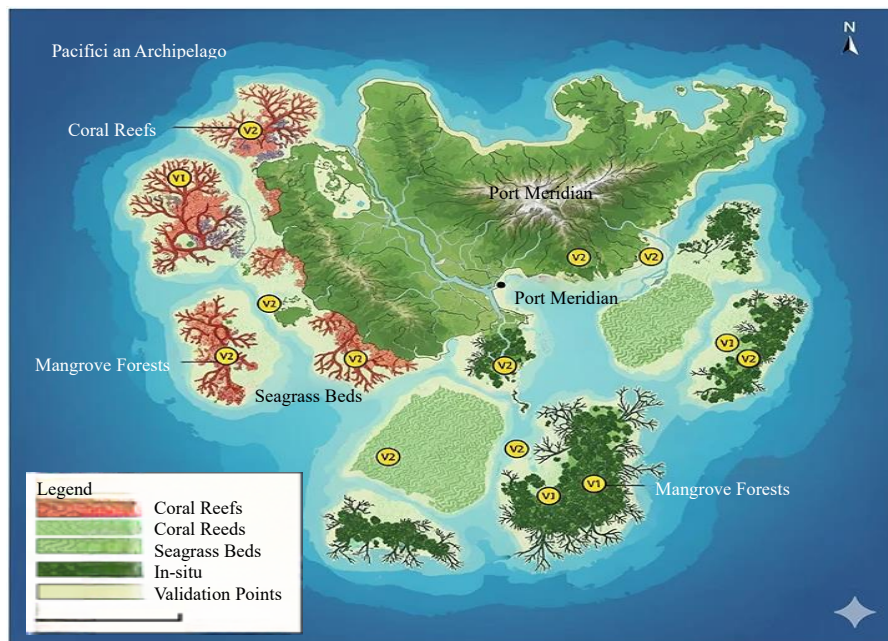 N
Pacifici an Archipelago
Coral Reefs
V2
V1
Port Meridian
V2
V2
Port Meridian
V2
V1
V2
Mangrove Forests
V2
V2
V2
Seagrass Beds
V2
V2
V1
V1
Mangrove Forests
Legend
Coral Reefs
Coral Reeds
Seagrass Beds
In-situ
Validation Points